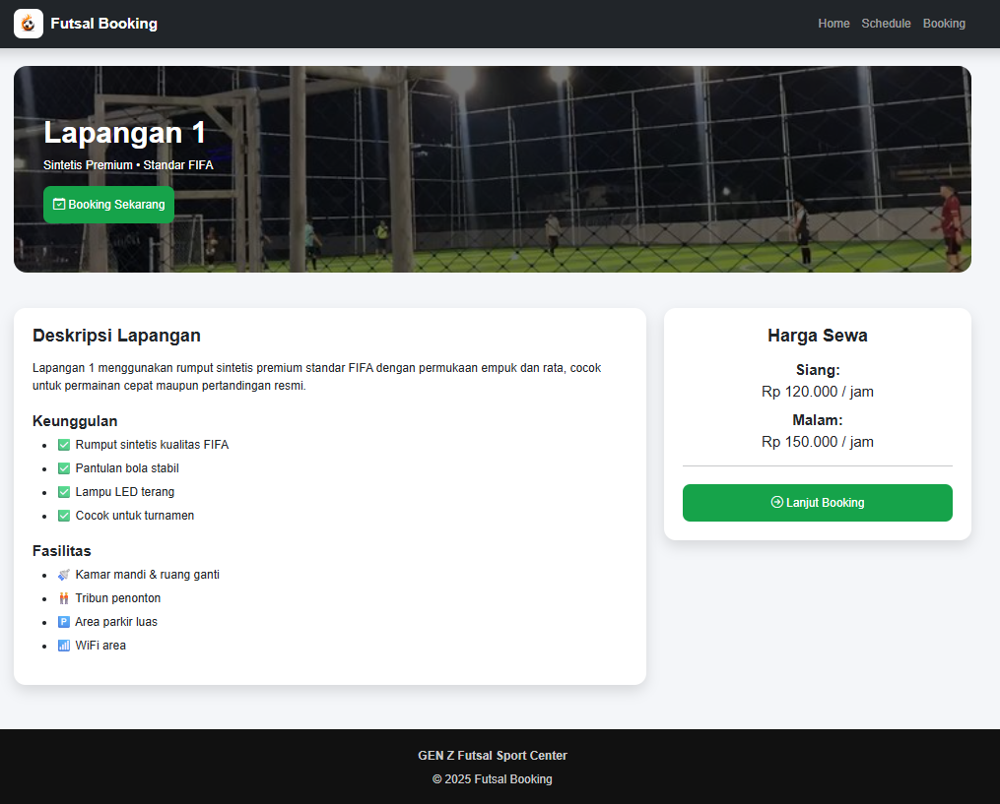 Futsal Booking
Home Schedule Booking
Lapangan 1
Sintetis Premium • Standar FIFA
Booking Sekarang
Deskripsi Lapangan
Lapangan 1 menggunakan rumput sintetis premium standar FIFA dengan permukaan empuk dan rata, cocok
untuk permainan cepat maupun pertandingan resmi.
Keunggulan
• ✅ Rumput sintetis kualitas FIFA
• ✅ Pantulan bola stabil
• ✅ Lampu LED terang
• ✅ Cocok untuk turnamen
Fasilitas
• 🚿 Kamar mandi & ruang ganti
• 👬 Tribun penonton
• 🅿️ Area parkir luas
• 📶 WiFi area
Harga Sewa
Siang:
Rp 120.000 / jam
Malam:
Rp 150.000 / jam
Lanjut Booking
GEN Z Futsal Sport Center
© 2025 Futsal Booking